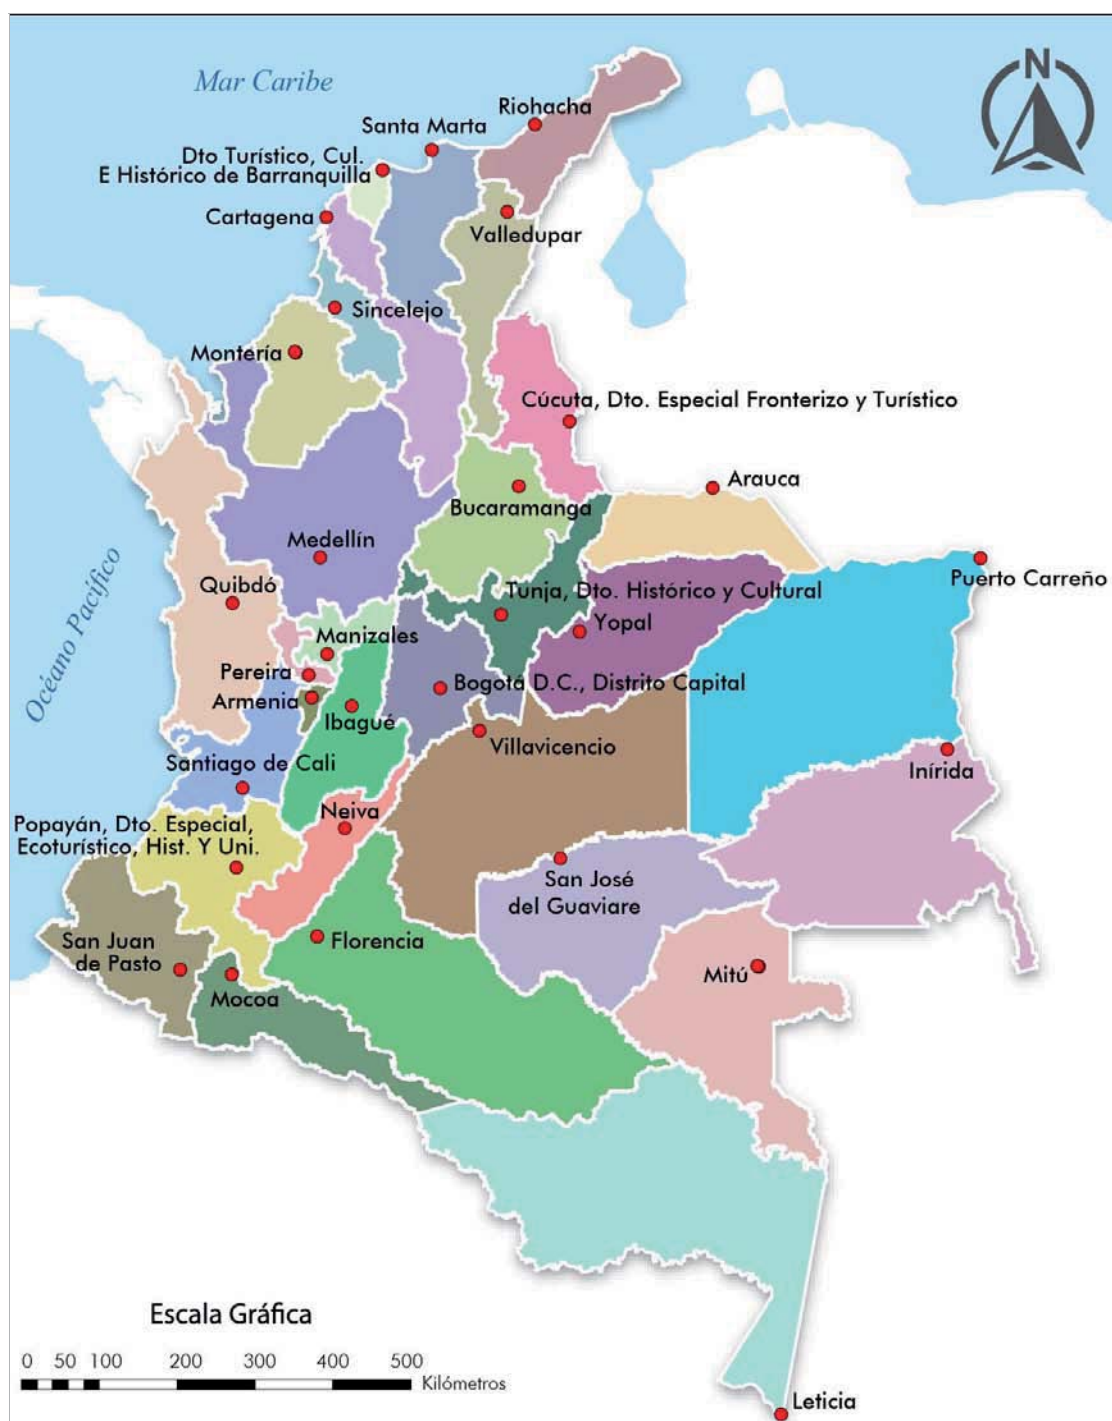 Mar Caribe
N
Riohacha
Santa Marta
Dto Turístico, Cul.
E Histórico de Barranquilla
Cartagena
Valledupar
Sincelejo
Montería
Cúcuta, Dto. Especial Fronterizo y Turístico
Arauca
Bucaramanga
Medellín
Puerto Carreño
Quibdó
Tunja, Dto. Histórico y Cultural
Yopal
Océano Pacífico
Manizales
Pereira
Bogotá D.C., Distrito Capital
Armenia
Ibagué
Villavicencio
Santiago de Cali
Inírida
Neiva
Popayán, Dto. Especial,
Ecoturístico, Hist. Y Uni.
San José
del Guaviare
San Juan
de Pasto
Florencia
Mitú
Mocoa
Escala Gráfica
0 50 100 200 300 400 500
Kilómetros
Leticia